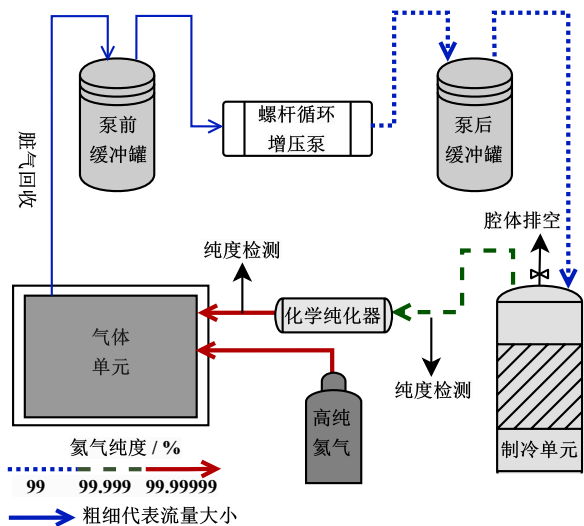 泵前
缓冲罐
螺杆循环
增压泵
泵后
缓冲罐
脏气回收
腔体排空
纯度检测
气体
单元
化学纯化器
纯度检测
高纯
氦气
制冷单元
氦气纯度 / %
99 99.999 99.99999
粗细代表流量大小